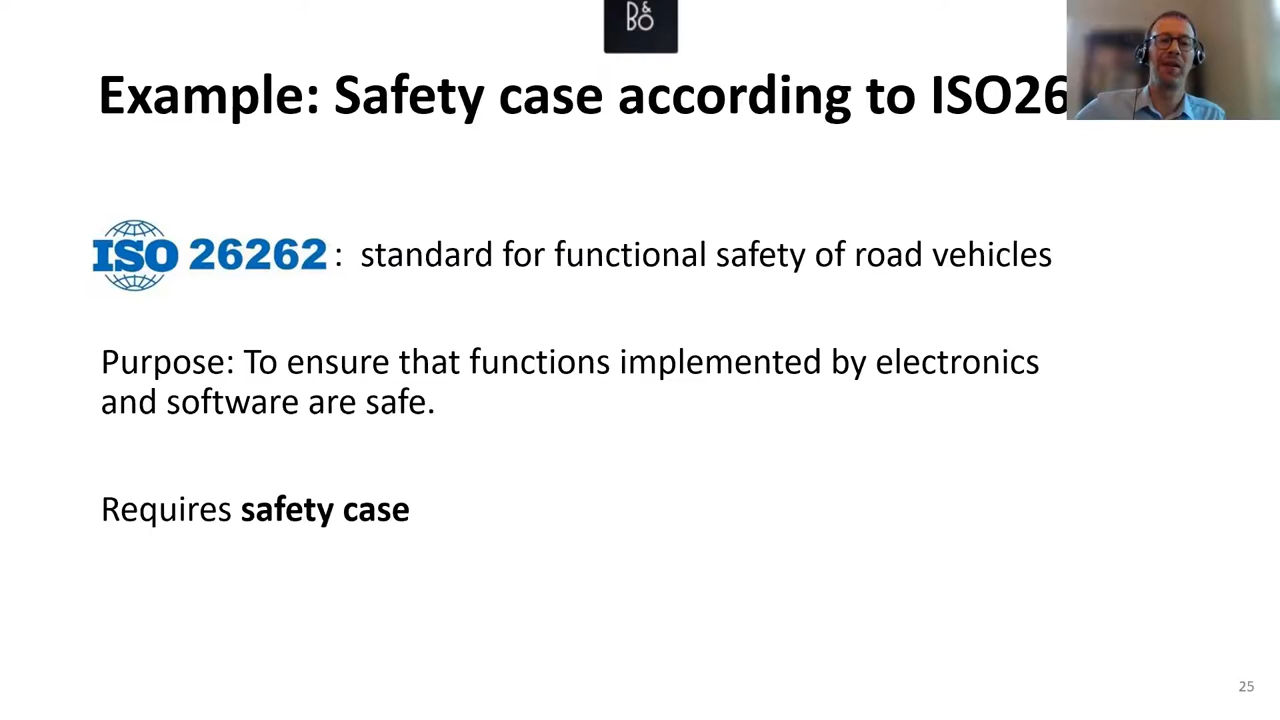 B&O
Example: Safety case according to ISO26
ISO 26262 : standard for functional safety of road vehicles
Purpose: To ensure that functions implemented by electronics
and software are safe.
Requires safety case
25